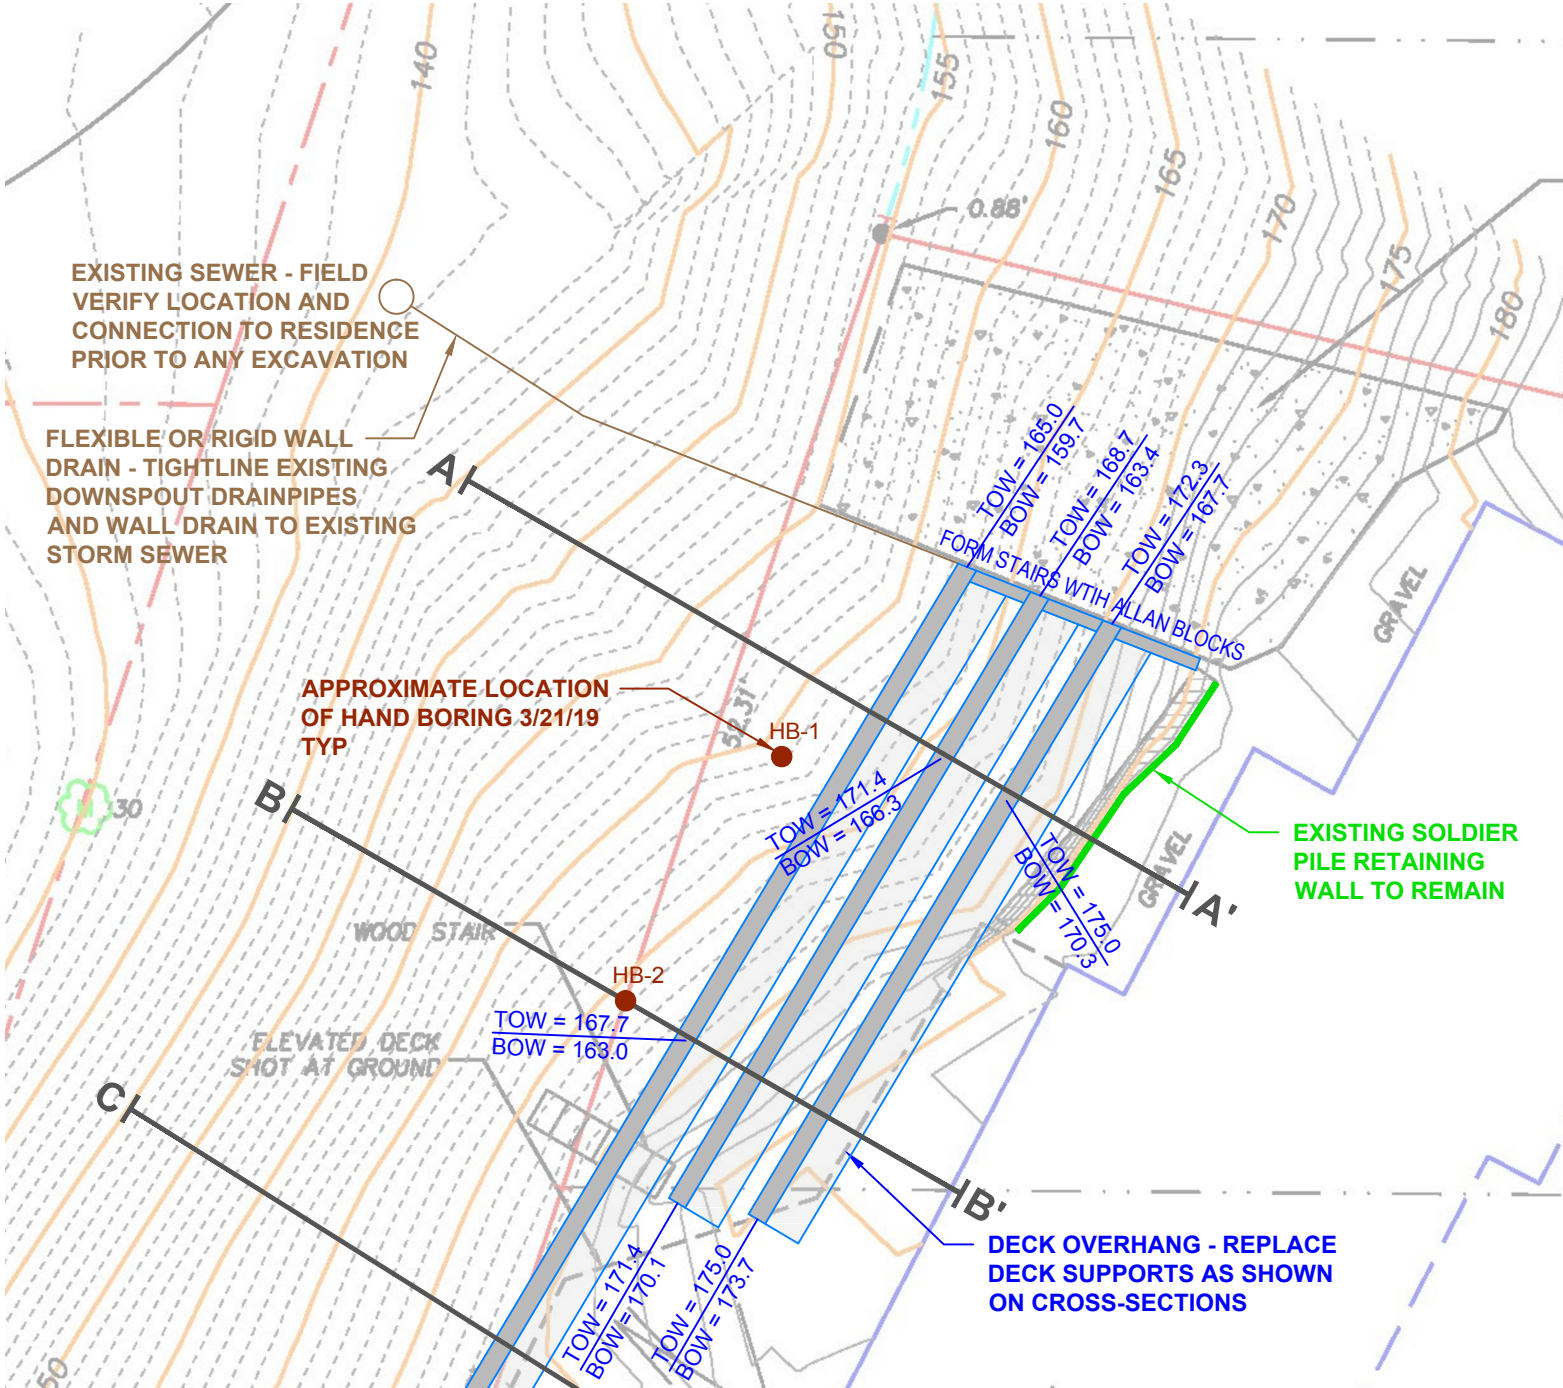 140
150
155
160
165
170
175
180
0.88'
EXISTING SEWER - FIELD
VERIFY LOCATION AND
CONNECTION TO RESIDENCE
PRIOR TO ANY EXCAVATION
FLEXIBLE OR RIGID WALL
DRAIN - TIGHTLINE EXISTING
DOWNSPOUT DRAINPIPES
AND WALL DRAIN TO EXISTING
STORM SEWER
A
TOW = 165.0
BOW = 159.7
TOW = 168.7
BOW = 163.4
TOW = 172.3
BOW = 167.7
FORM STAIRS WTIH ALLAN BLOCKS
GRAVEL
APPROXIMATE LOCATION
OF HAND BORING 3/21/19
TYP
52.31'
HB-1
B
30
TOW = 171.4
BOW = 166.3
TOW = 175.0
BOW = 170.3
GRAVEL
A'
EXISTING SOLDIER
PILE RETAINING
WALL TO REMAIN
WOOD STAIR
HB-2
TOW = 167.7
BOW = 163.0
ELEVATED DECK
SHOT AT GROUND
C
B'
DECK OVERHANG - REPLACE
DECK SUPPORTS AS SHOWN
ON CROSS-SECTIONS
TOW = 171.4
BOW = 170.1
TOW = 175.0
BOW = 173.7
50